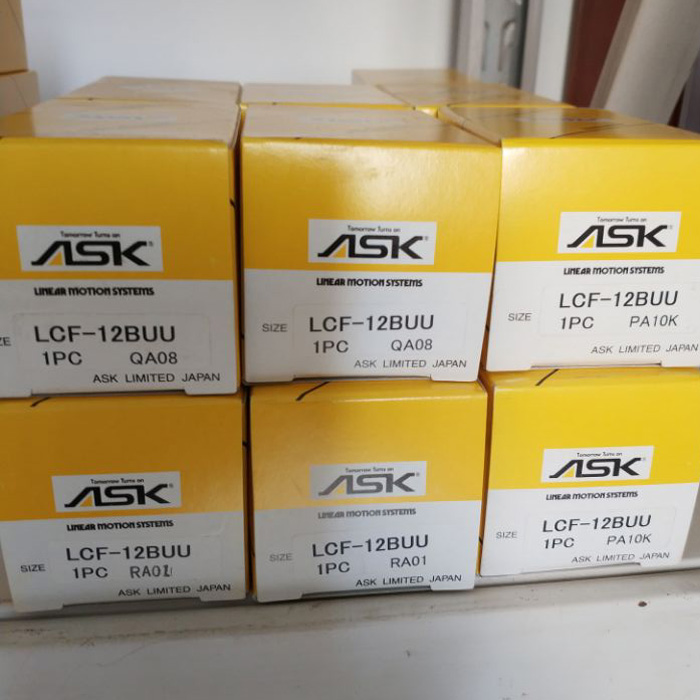 Tomorrow Turns on
ASK®
LINEAR MOTION SYSTEMS
LCF-12BUU
1PC QA08
ASK LIMITED JAPAN
Tomorrow Turns on
ASK®
LINEAR MOTION SYSTEMS
SIZE LCF-12BUU
1PC QA08
ASK LIMITED JAPAN
Tomorrow Turns on
ASK®
LINEAR MOTION SYSTEMS
SIZE LCF-12BUU
1PC PA10K
ASK LIMITED JAPAN
Tomorrow Turns on
ASK®
LINEAR MOTION SYSTEMS
SIZE LCF-12BUU
1PC RA01
ASK LIMITED JAPAN
Tomorrow Turns on
ASK®
LINEAR MOTION SYSTEMS
SIZE LCF-12BUU
1PC RA01
ASK LIMITED JAPAN
Tomorrow Turns on
ASK®
LINEAR MOTION SYSTEMS
SIZE LCF-12BUU
1PC PA10K
ASK LIMITED JAPAN